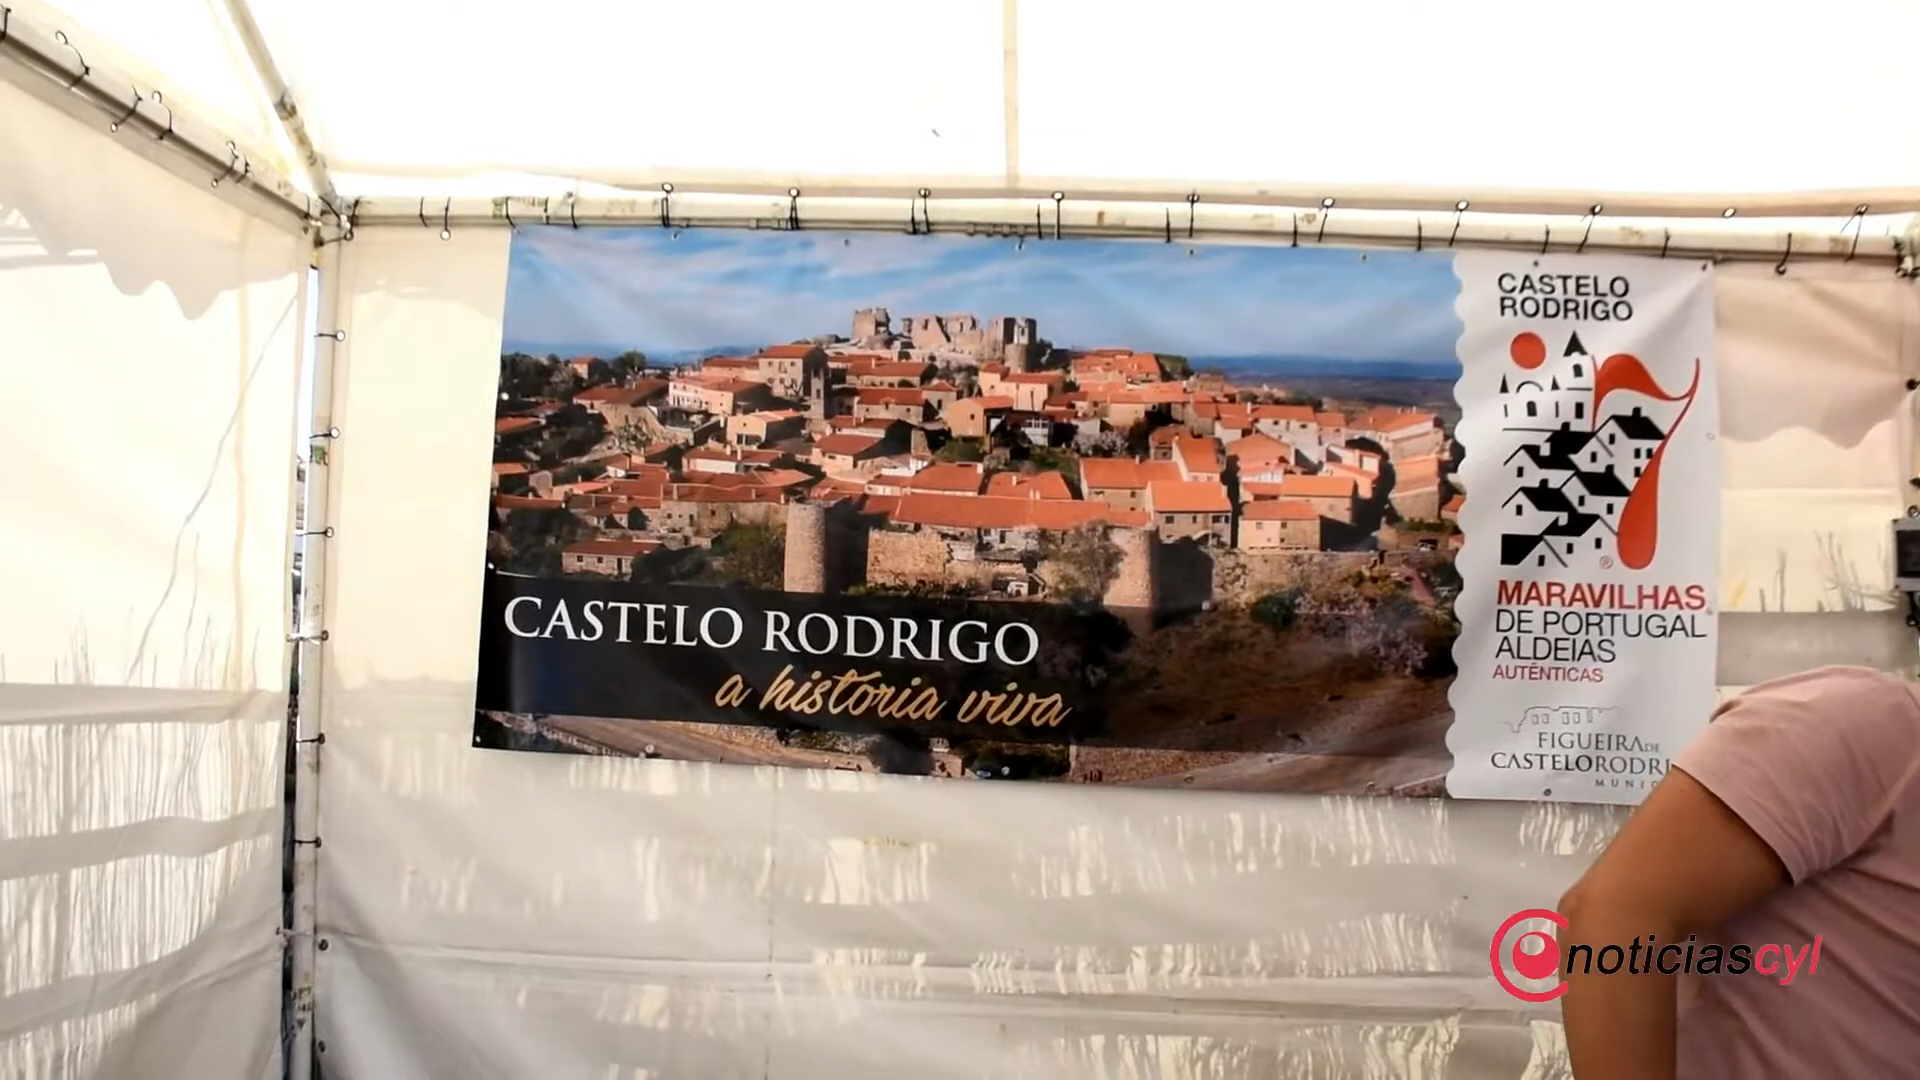 CASTELO RODRIGO
a história viva
CASTELO
RODRIGO
7
®
MARAVILHAS
DE PORTUGAL
ALDEIAS
AUTÊNTICAS
FIGUEIRA DE
noticiascyl